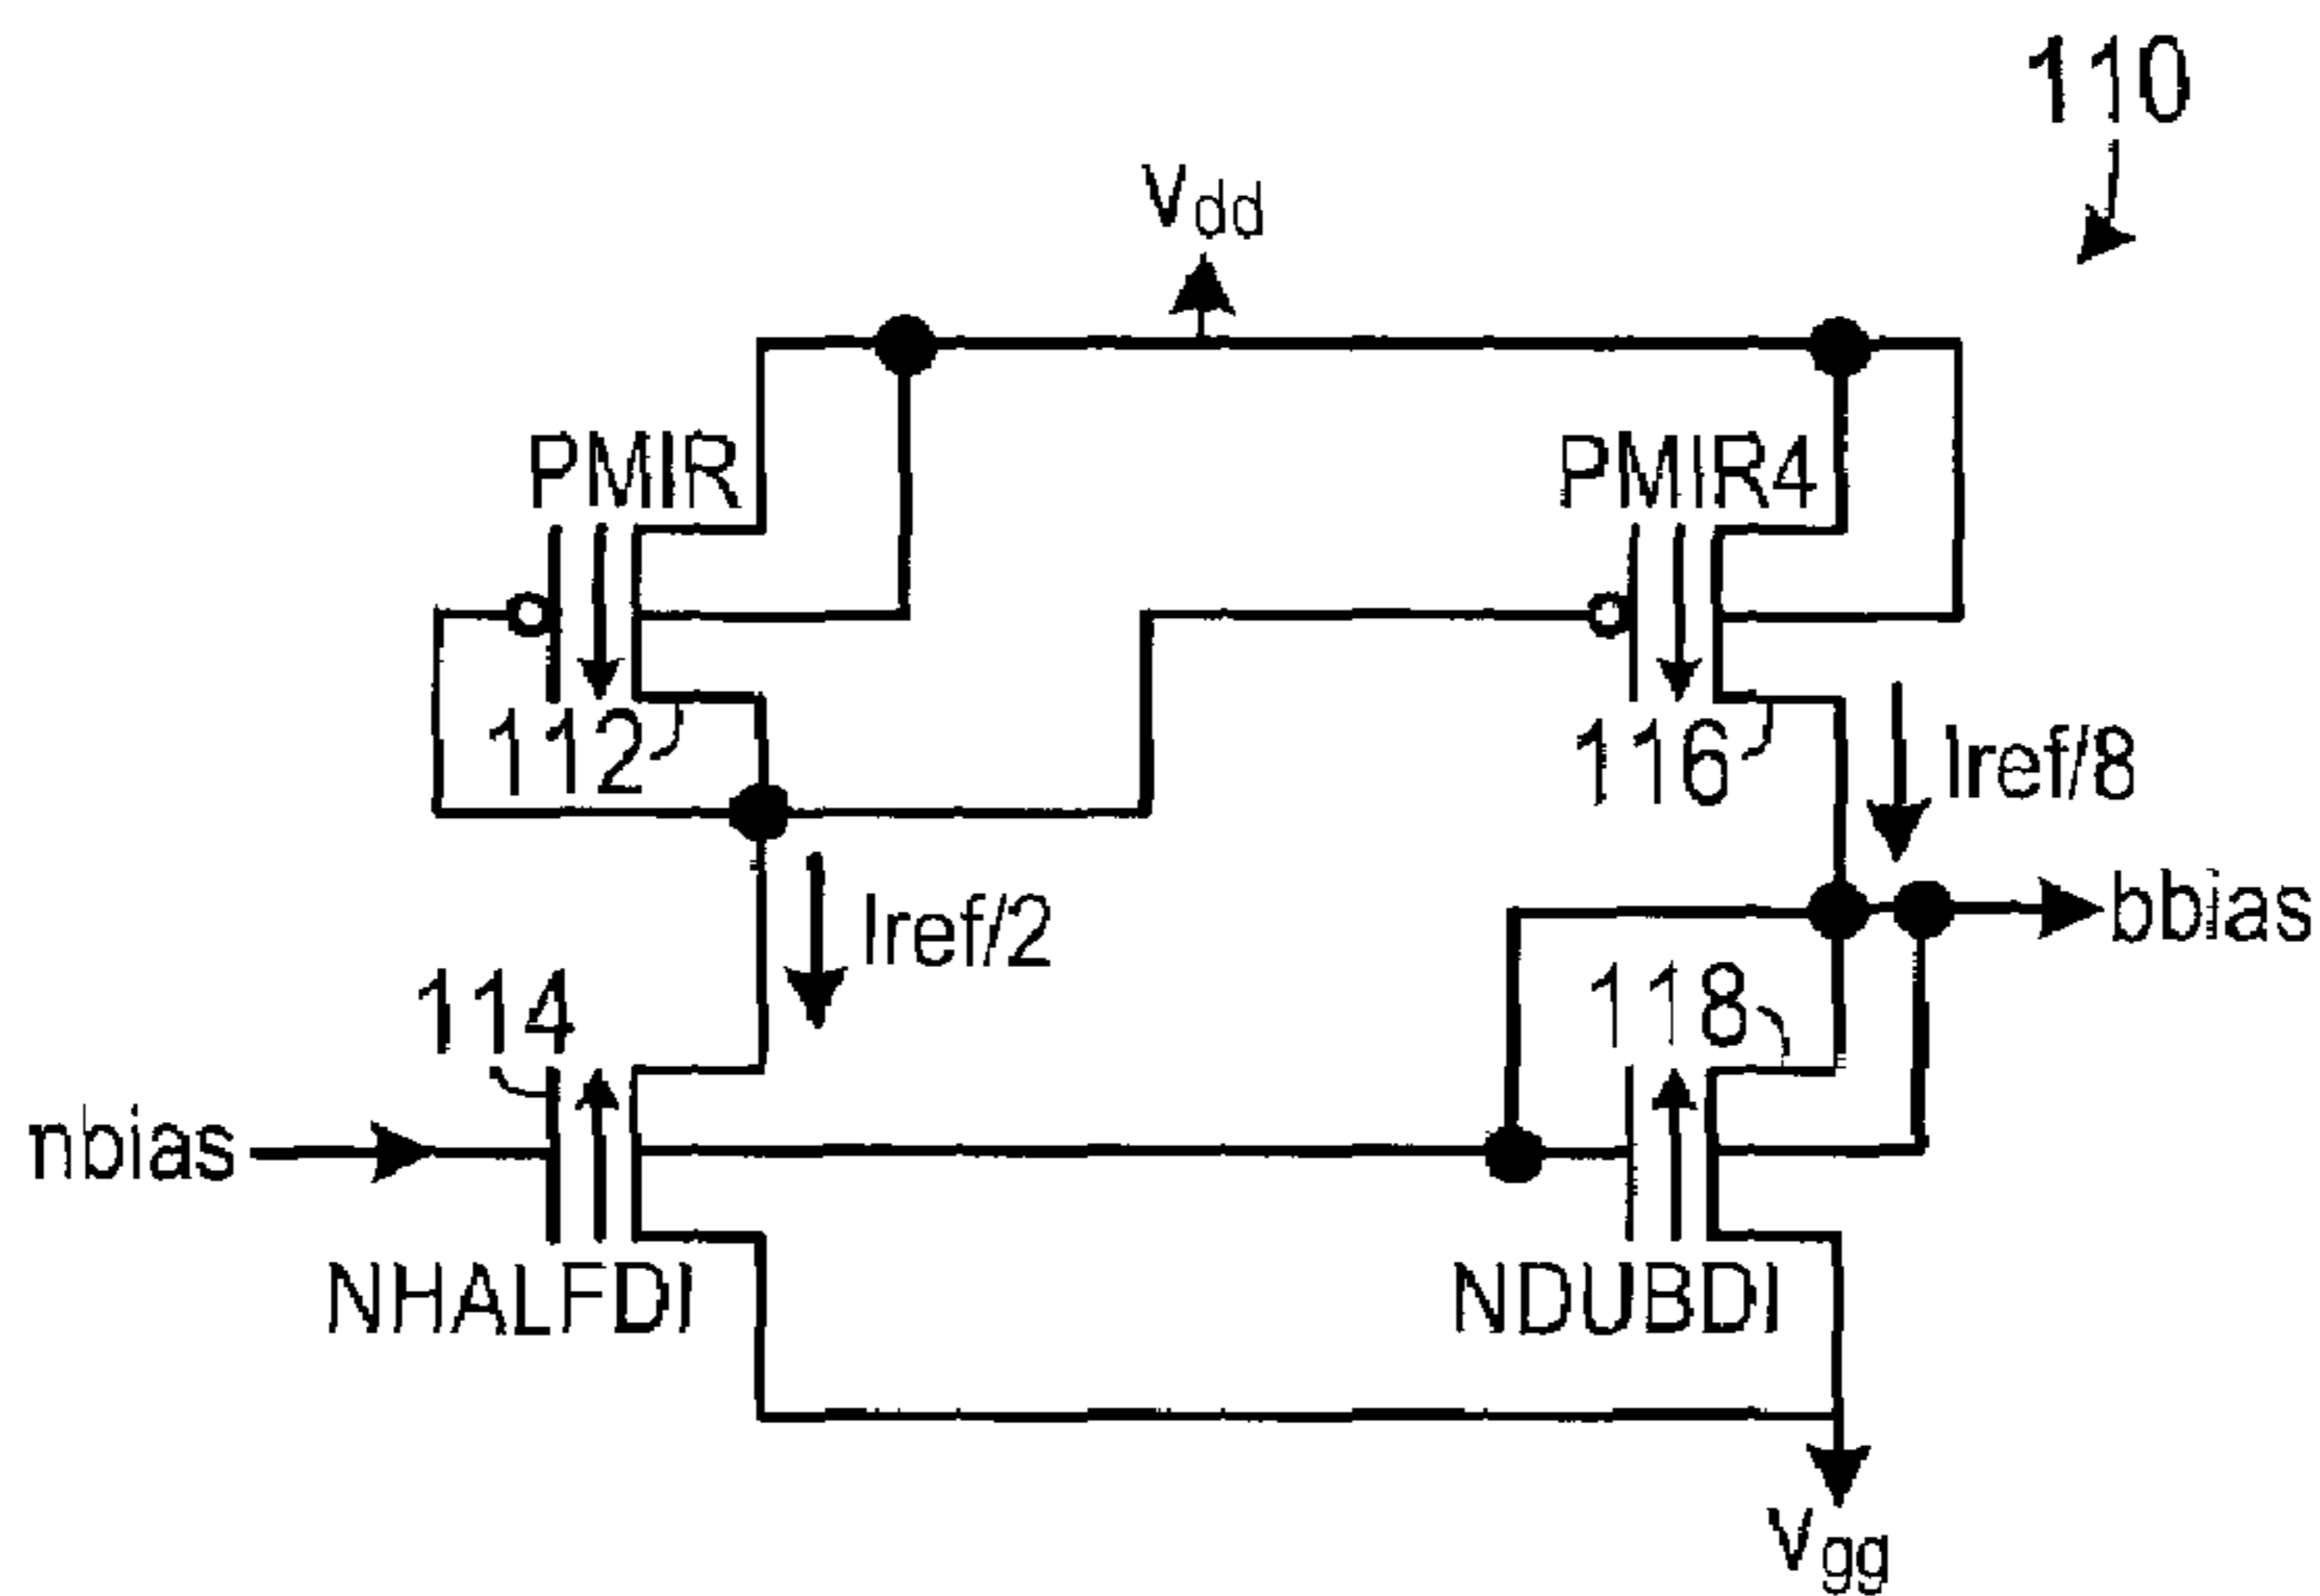 110
Vdd
PMIR
PMIR4
112
116
Iref/8
bbias
Iref/2
114
118
nbias
NHALFDI
NDUBDI
Vgg